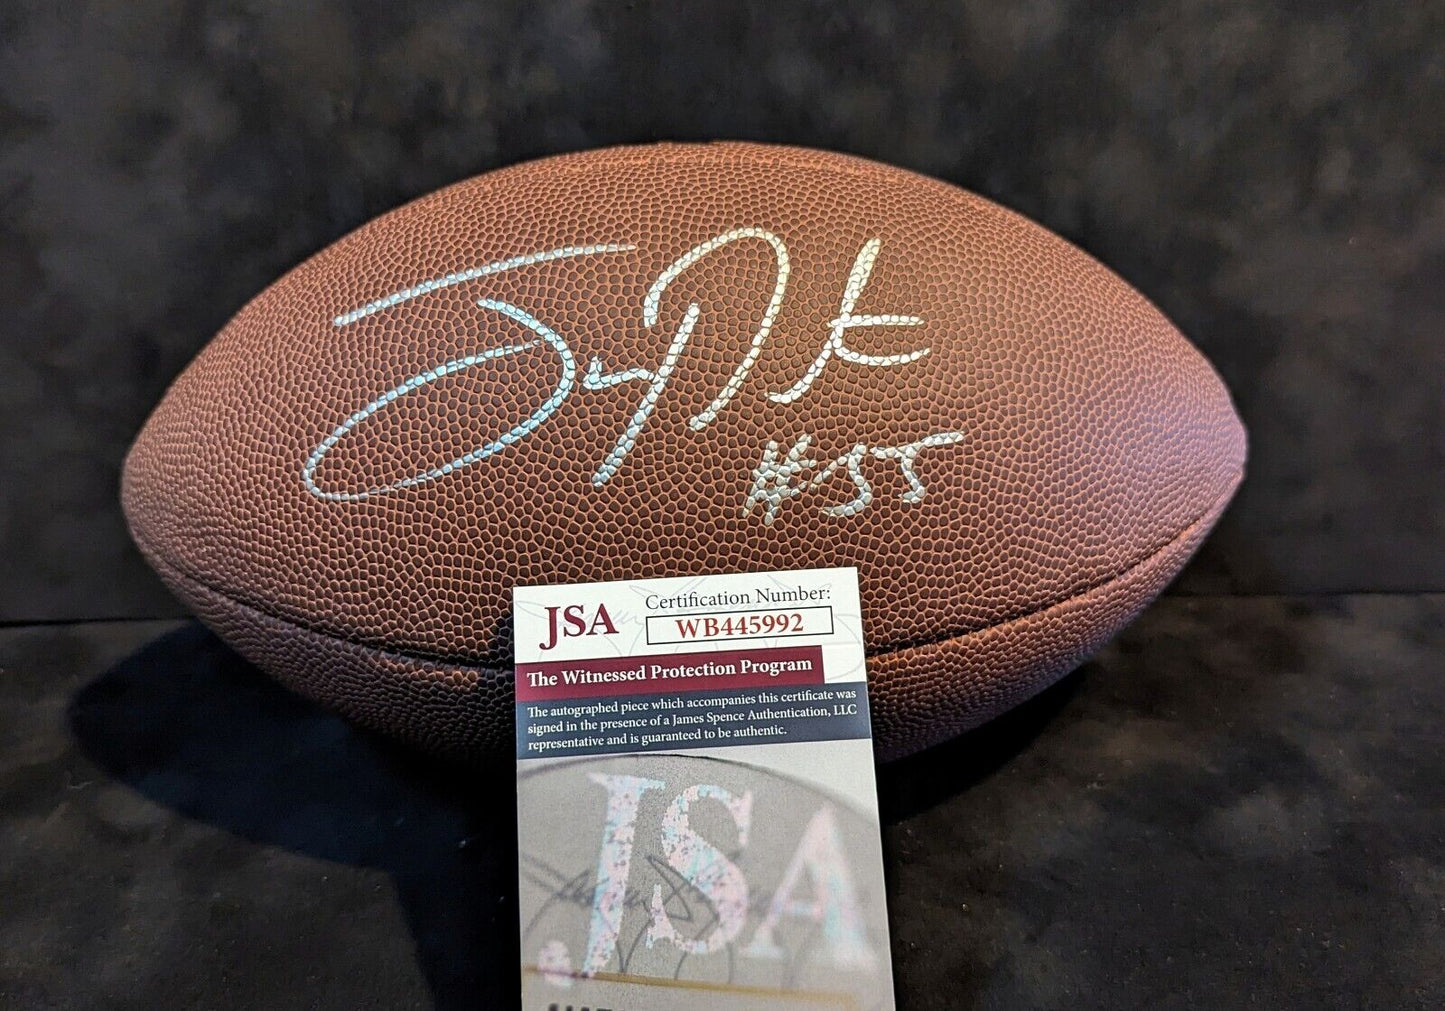 #55
JSA
Certification Number:
WB445992
The Witnessed Protection Program
The autographed piece which accompanies this certificate was
signed in the presence of a James Spence Authentication, LLC
representative and is guaranteed to be authentic.
JSA